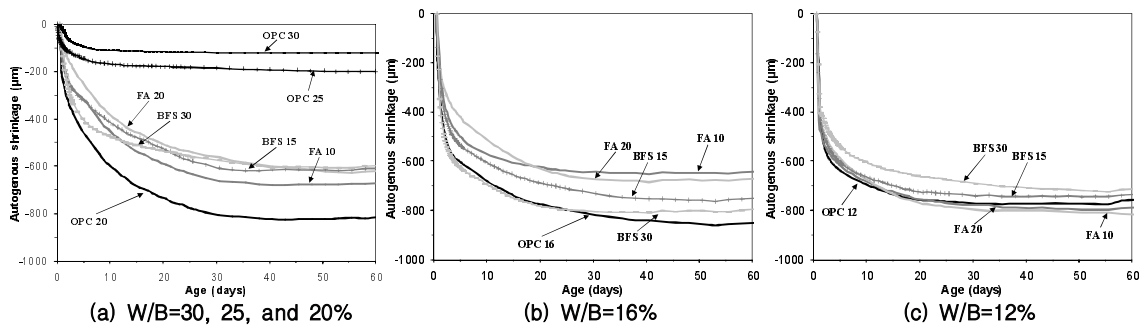 0
-200
-400
-600
-800
-1000
Autogenous shrinkage (μm)
OPC 30
OPC 25
FA 20
BFS 30
BFS 15
FA 10
OPC 20
0 10 20 30 40 50 60
Age (days)
(a) W/B=30, 25, and 20%
0
-200
-400
-600
-800
-1000
Autogenous shrinkage (μm)
FA 20
BFS 15
FA 10
OPC 16
BFS 30
0 10 20 30 40 50 60
Age (days)
(b) W/B=16%
0
-200
-400
-600
-800
-1000
Autogenous shrinkage (μm)
BFS 30
BFS 15
OPC 12
FA 20
FA 10
0 10 20 30 40 50 60
Age (days)
(c) W/B=12%